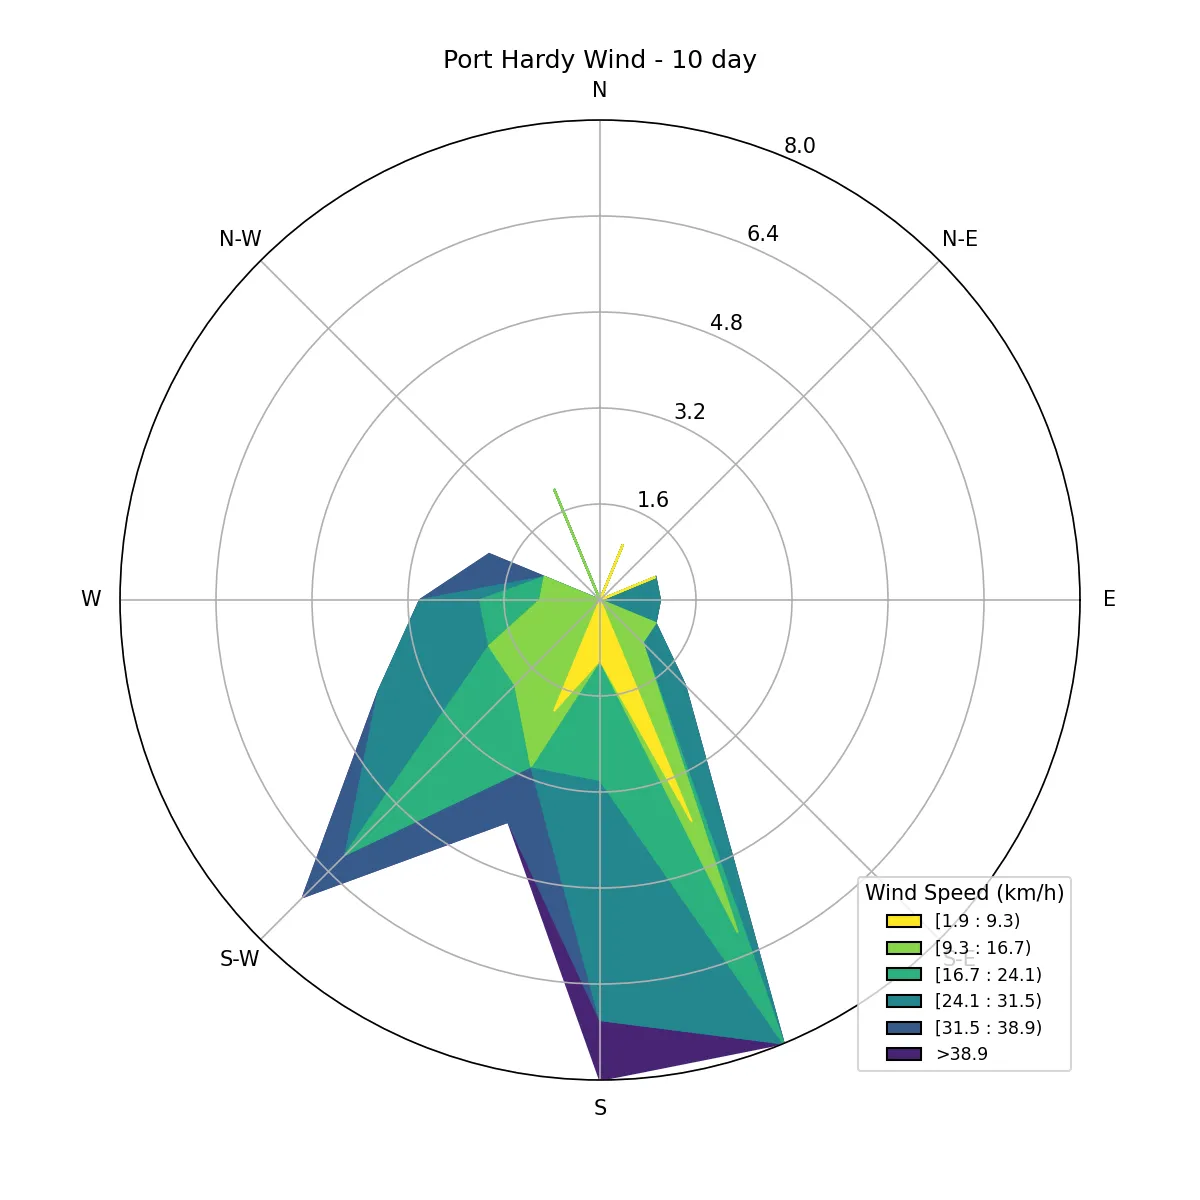 Port Hardy Wind - 10 day
N
8.0
N-W
6.4
N-E
4.8
3.2
1.6
W
E
S-W
S-E
S
Wind Speed (km/h)
[1.9 : 9.3)
[9.3 : 16.7)
[16.7 : 24.1)
[24.1 : 31.5)
[31.5 : 38.9)
>38.9